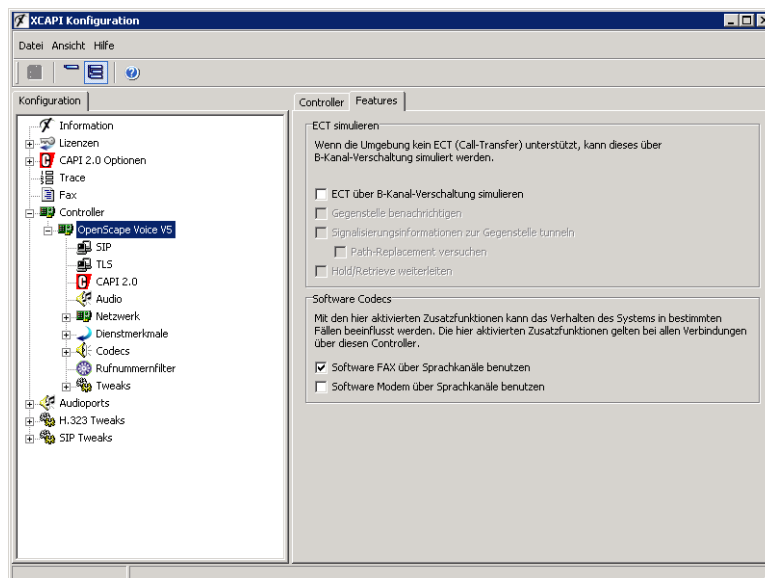 XCAPI Konfiguration
Datei Ansicht Hilfe
Konfiguration
Information
Lizenzen
CAPI 2.0 Optionen
Trace
Fax
Controller
OpenScape Voice V5
SIP
TLS
CAPI 2.0
Audio
Netzwerk
Dienstmerkmale
Codecs
Rufnummernfilter
Tweaks
Audioports
H.323 Tweaks
SIP Tweaks
Controller Features
ECT simulieren
Wenn die Umgebung kein ECT (Call-Transfer) unterstützt, kann dieses über
B-Kanal-Verschaltung simuliert werden.
ECT über B-Kanal-Verschaltung simulieren
Gegenstelle benachrichtigen
Signalisierungsinformationen zur Gegenstelle tunneln
Path-Replacement versuchen
Hold/Retrieve weiterleiten
Software Codecs
Mit den hier aktivierten Zusatzfunktionen kann das Verhalten des Systems in bestimmten
Fällen beeinflusst werden. Die hier aktivierten Zusatzfunktionen gelten bei allen Verbindungen
über diesen Controller.
Software FAX über Sprachkanäle benutzen
Software Modem über Sprachkanäle benutzen